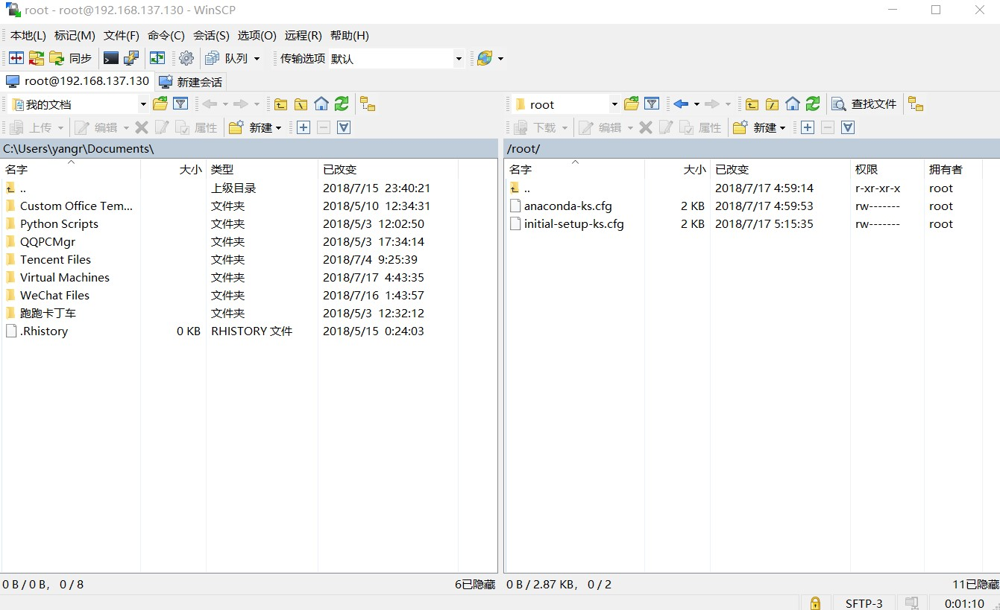 root - root@192.168.137.130 - WinSCP
本地(L) 标记(M) 文件(F) 命令(C) 会话(S) 选项(O) 远程(R) 帮助(H)
同步 队列 传输选项 默认
root@192.168.137.130 新建会话
我的文档 root 查找文件
上传 编辑 属性 新建 下载 编辑 属性 新建
C:\Users\yangr\Documents\ /root/
名字 大小 类型 已改变 名字 大小 已改变 权限 拥有者
.. 上级目录 2018/7/15 23:40:21 .. 2018/7/17 4:59:14 r-xr-xr-x root
Custom Office Tem... 文件夹 2018/5/10 12:34:31 anaconda-ks.cfg 2 KB 2018/7/17 4:59:53 rw------- root
Python Scripts 文件夹 2018/5/3 12:02:50 initial-setup-ks.cfg 2 KB 2018/7/17 5:15:35 rw------- root
QQPCMgr 文件夹 2018/5/3 17:34:14
Tencent Files 文件夹 2018/7/4 9:25:39
Virtual Machines 文件夹 2018/7/17 4:43:35
WeChat Files 文件夹 2018/7/16 1:43:57
跑跑卡丁车 文件夹 2018/5/3 12:32:12
.Rhistory 0 KB RHISTORY 文件 2018/5/15 0:24:03
0 B / 0 B, 0 / 8 6已隐藏 0 B / 2.87 KB, 0 / 2 11已隐藏
SFTP-3 0:01:10